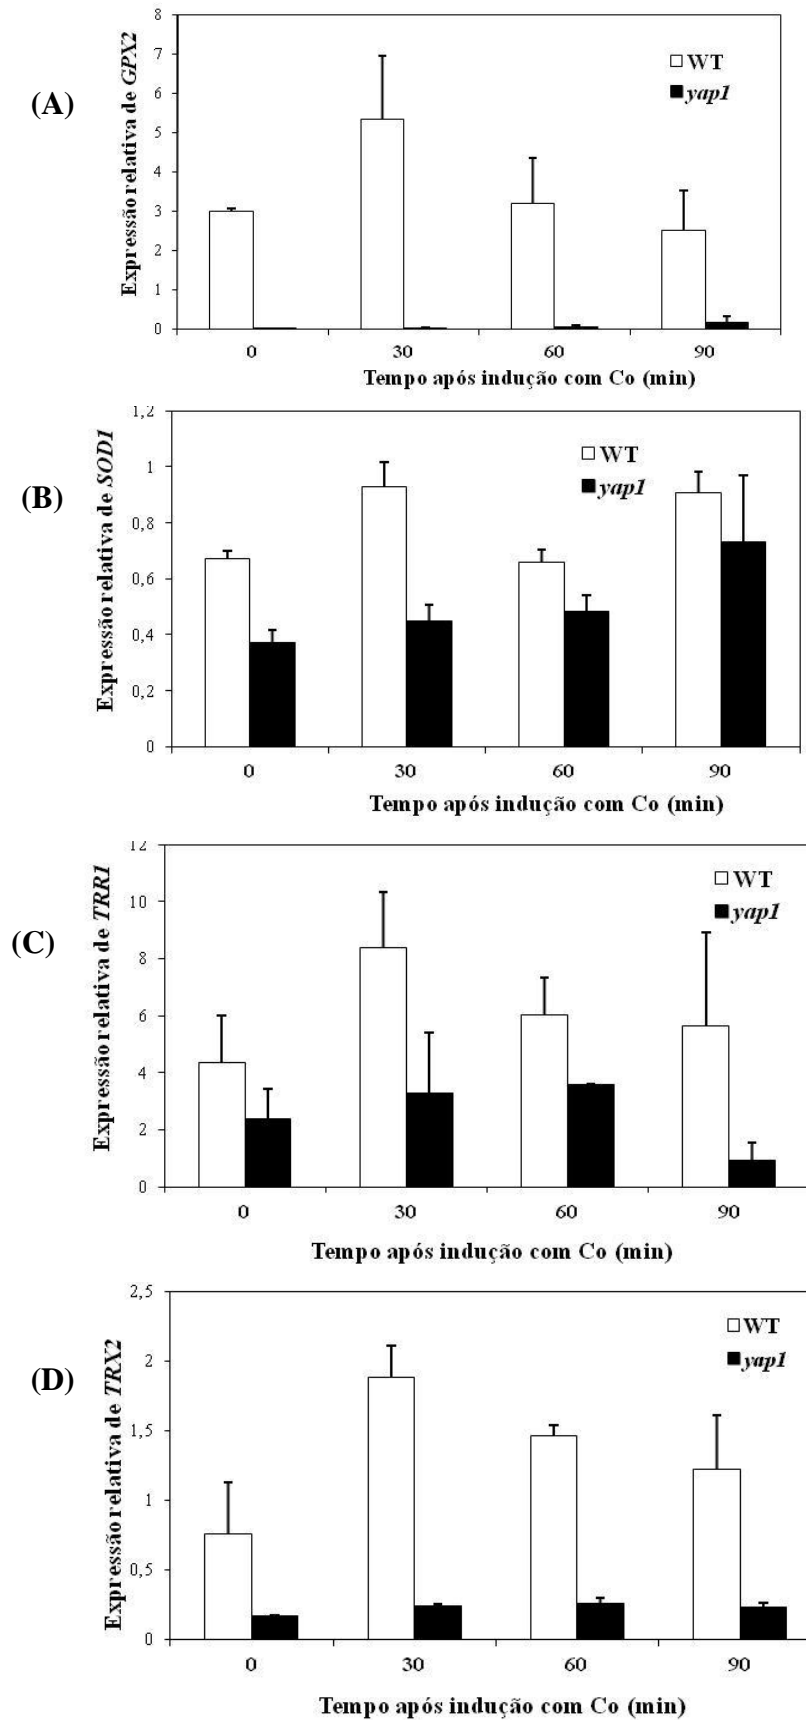 (A)
Expressão relativa de GPX2
8
7
6
5
4
3
2
1
0
WT
yap1
0 30 60 90
Tempo após indução com Co (min)
(B)
Expressão relativa de SOD1
1,2
1
0,8
0,6
0,4
0,2
0
WT
yap1
0 30 60 90
Tempo após indução com Co (min)
(C)
Expressão relativa de TRR1
12
10
8
6
4
2
0
WT
yap1
0 30 60 90
Tempo após indução com Co (min)
(D)
Expressão relativa de TRX2
2,5
2
1,5
1
0,5
0
WT
yap1
0 30 60 90
Tempo após indução com Co (min)